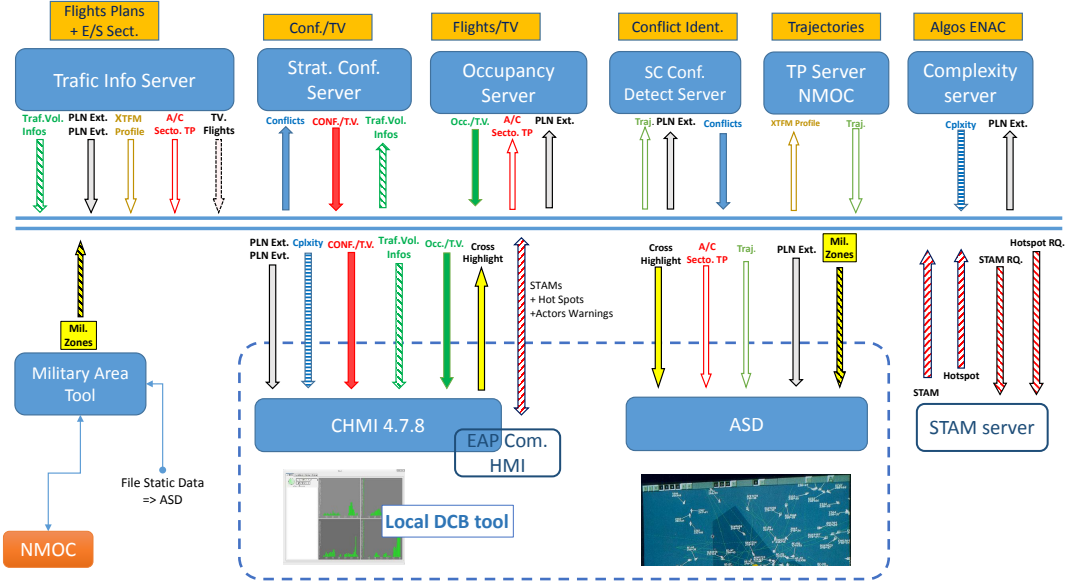 Flights Plans
+ E/S Sect.
Conf./TV
Flights/TV
Conflict Ident.
Trajectories
Algos ENAC
Trafic Info Server
Strat. Conf.
Server
Occupancy
Server
SC Conf.
Detect Server
TP Server
NMOC
Complexity
server
Traf.Vol.
Infos
PLN Ext.
PLN Evt.
XTFM
Profile
A/C
Secto. TP
TV.
Flights
Conflicts
CONF./T.V.
Traf.Vol.
Infos
Occ./T.V.
A/C
Secto. TP
PLN Ext.
Traj.
PLN Ext.
Conflicts
XTFM Profile
Traj.
Cplxity
PLN Ext.
PLN Ext.
PLN Evt.
Cplxity
CONF./T.V.
Traf.Vol.
Infos
Occ./T.V.
Cross
Highlight
STAMs
+ Hot Spots
+Actors Warnings
Cross
Highlight
A/C
Secto. TP
Traj.
PLN Ext.
Mil.
Zones
Hotspot RQ.
STAM RQ.
Hotspot
STAM
Mil.
Zones
Military Area
Tool
CHMI 4.7.8
EAP Com.
HMI
ASD
STAM server
File Static Data
=> ASD
Local DCB tool
NMOC